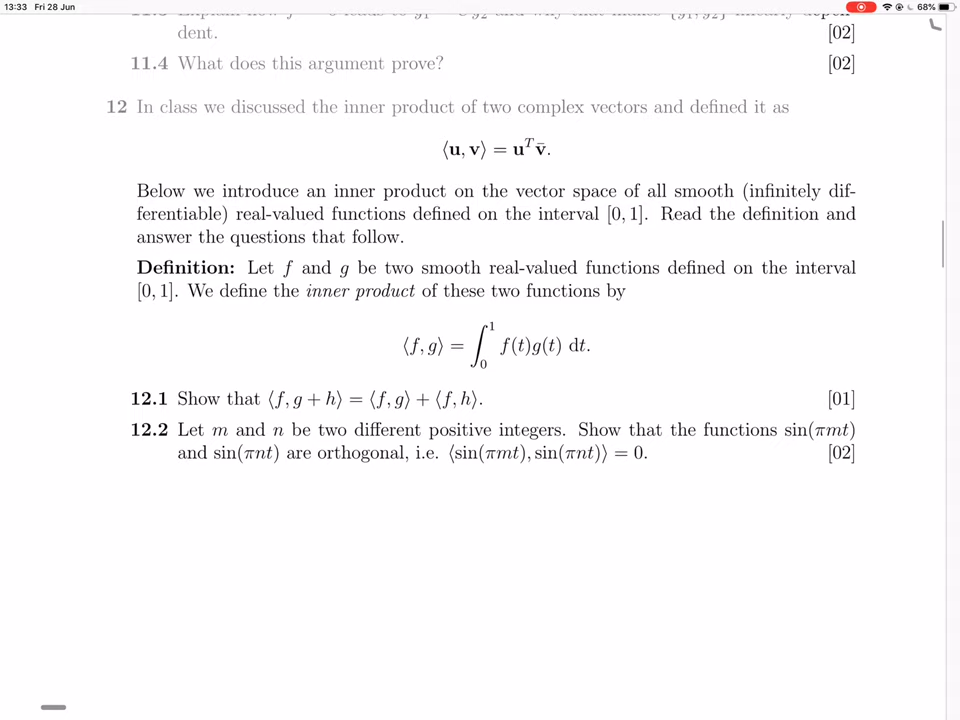 13:33 Fri 28 Jun 68%
dent. [02]
11.4 What does this argument prove? [02]
12 In class we discussed the inner product of two complex vectors and defined it as
⟨u, v⟩ = u^T v̄.
Below we introduce an inner product on the vector space of all smooth (infinitely dif-
ferentiable) real-valued functions defined on the interval [0, 1]. Read the definition and
answer the questions that follow.
Definition: Let f and g be two smooth real-valued functions defined on the interval
[0, 1]. We define the inner product of these two functions by
⟨f, g⟩ = ∫₀¹ f(t)g(t) dt.
12.1 Show that ⟨f, g + h⟩ = ⟨f, g⟩ + ⟨f, h⟩. [01]
12.2 Let m and n be two different positive integers. Show that the functions sin(πmt)
and sin(πnt) are orthogonal, i.e. ⟨sin(πmt), sin(πnt)⟩ = 0. [02]